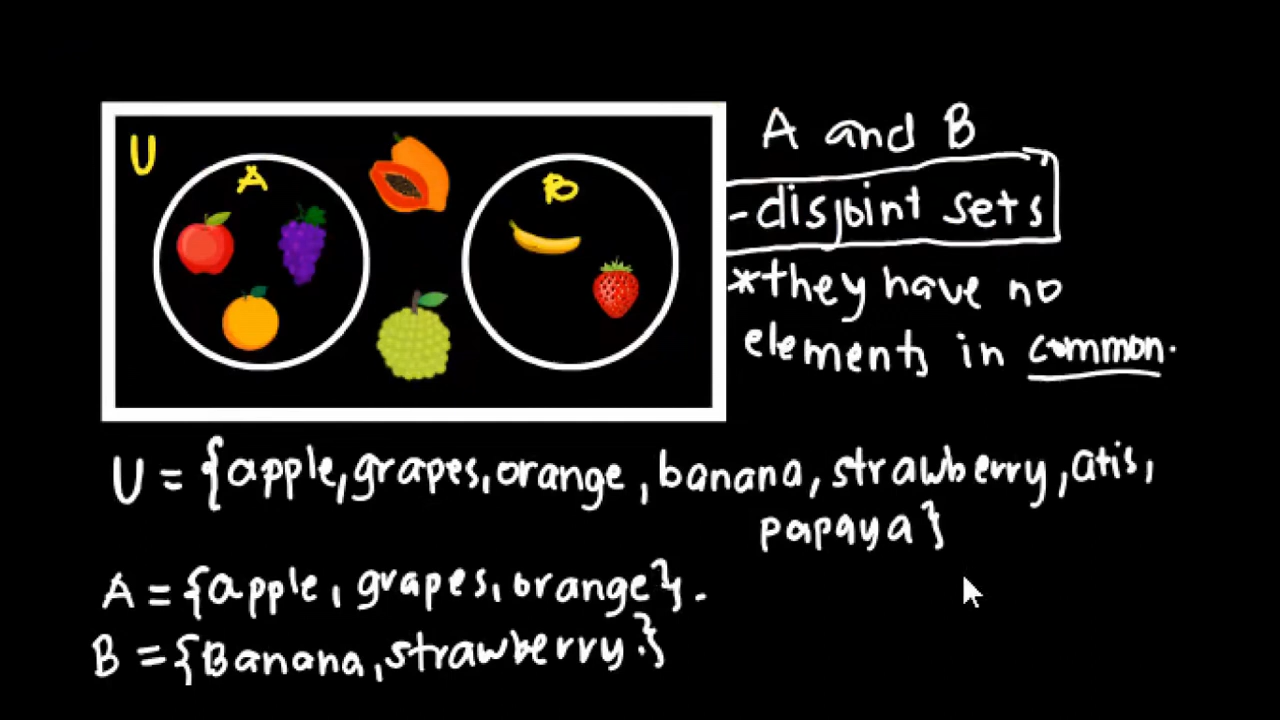 U
A
B
A and B
-disjoint sets
*they have no
elements in common.
U = {apple, grapes, orange, banana, strawberry, atis,
papaya}
A = {apple, grapes, orange}.
B = {Banana, strawberry.}